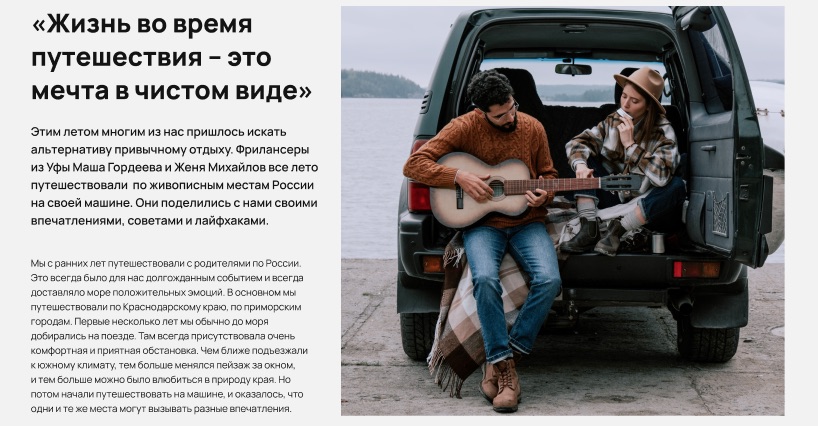 «Жизнь во время
путешествия – это
мечта в чистом виде»
Этим летом многим из нас пришлось искать
альтернативу привычному отдыху. Фрилансеры
из Уфы Маша Гордеева и Женя Михайлов все лето
путешествовали по живописным местам России
на своей машине. Они поделились с нами своими
впечатлениями, советами и лайфхаками.
Мы с ранних лет путешествовали с родителями по России.
Это всегда было для нас долгожданным событием и всегда
доставляло море положительных эмоций. В основном мы
путешествовали по Краснодарскому краю, по приморским
городам. Первые несколько лет мы обычно до моря
добирались на поезде. Там всегда присутствовала очень
комфортная и приятная обстановка. Чем ближе подъезжали
к южному климату, тем больше менялся пейзаж за окном,
и тем больше можно было влюбиться в природу края. Но
потом начали путешествовать на машине, и оказалось, что
одни и те же места могут вызывать разные впечатления.